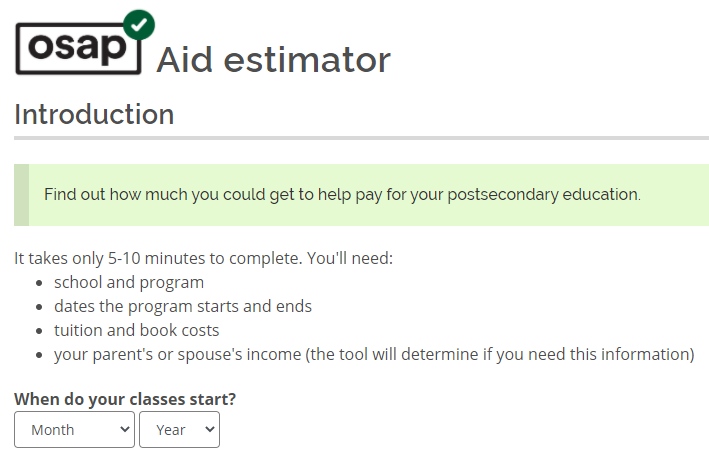 osap Aid estimator
Introduction
Find out how much you could get to help pay for your postsecondary education.
It takes only 5-10 minutes to complete. You'll need:
• school and program
• dates the program starts and ends
• tuition and book costs
• your parent's or spouse's income (the tool will determine if you need this information)
When do your classes start?
Month Year